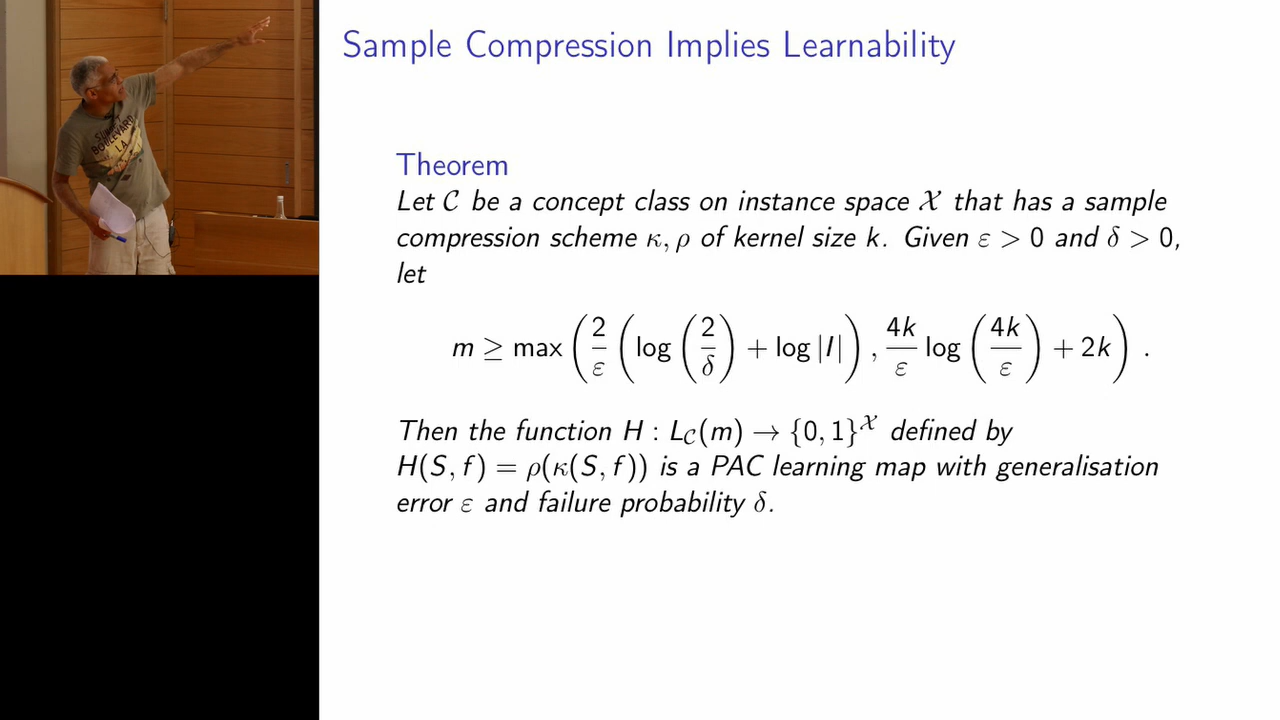 Sample Compression Implies Learnability
Theorem
Let C be a concept class on instance space X that has a sample
compression scheme κ, ρ of kernel size k. Given ε > 0 and δ > 0,
let
m ≥ max ( 2/ε ( log ( 2/δ ) + log |I| ) , 4k/ε log ( 4k/ε ) + 2k ) .
Then the function H : L_C(m) → {0, 1}^X defined by
H(S, f) = ρ(κ(S, f)) is a PAC learning map with generalisation
error ε and failure probability δ.
BOULEVARD
L.A.